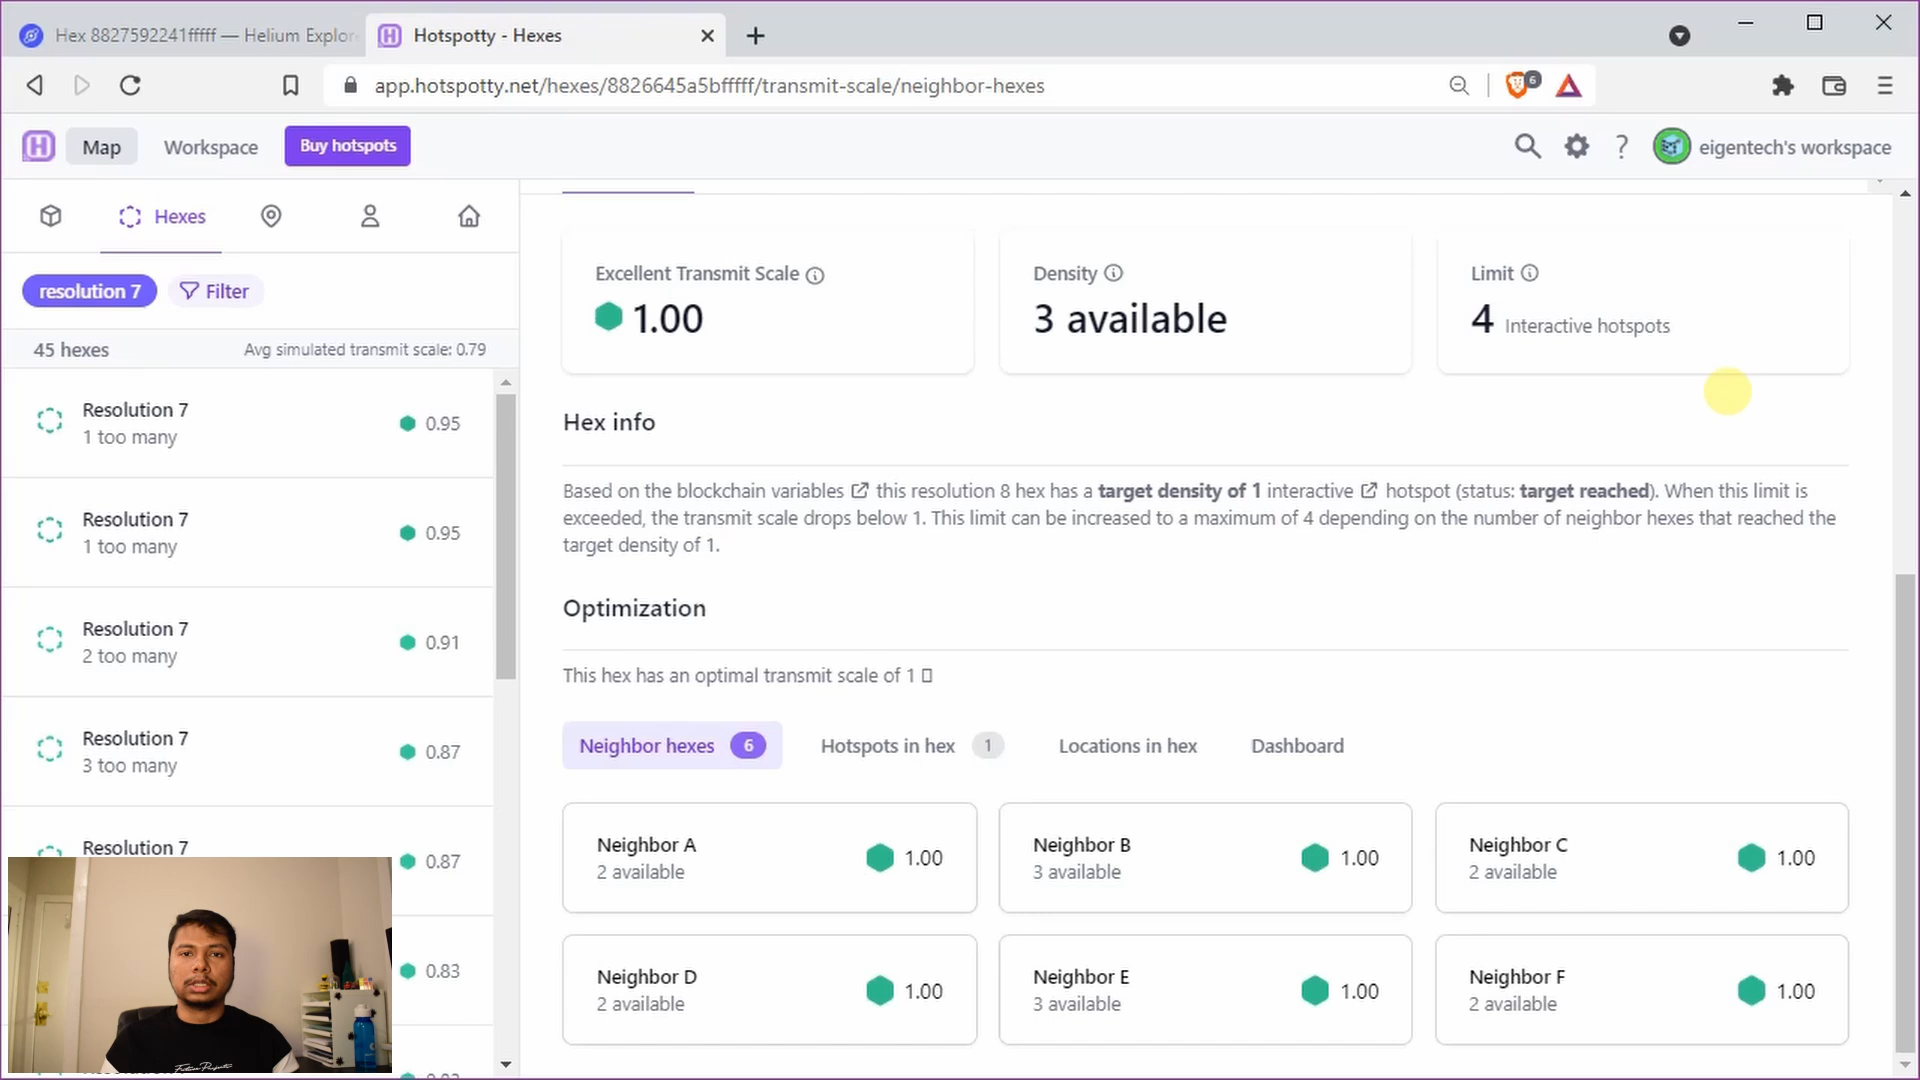 Hex 8827592241fffff — Helium Explore
Hotspotty - Hexes
app.hotspotty.net/hexes/8826645a5bfffff/transmit-scale/neighbor-hexes
6
Map
Workspace
Buy hotspots
eigentech's workspace
Hexes
resolution 7
Filter
45 hexes
Avg simulated transmit scale: 0.79
Resolution 7
1 too many
0.95
Resolution 7
1 too many
0.95
Resolution 7
2 too many
0.91
Resolution 7
3 too many
0.87
Resolution 7
0.87
0.83
Excellent Transmit Scale
1.00
Density
3 available
Limit
4 Interactive hotspots
Hex info
Based on the blockchain variables this resolution 8 hex has a target density of 1 interactive hotspot (status: target reached). When this limit is
exceeded, the transmit scale drops below 1. This limit can be increased to a maximum of 4 depending on the number of neighbor hexes that reached the
target density of 1.
Optimization
This hex has an optimal transmit scale of 1
Neighbor hexes 6
Hotspots in hex 1
Locations in hex
Dashboard
Neighbor A
2 available
1.00
Neighbor B
3 available
1.00
Neighbor C
2 available
1.00
Neighbor D
2 available
1.00
Neighbor E
3 available
1.00
Neighbor F
2 available
1.00